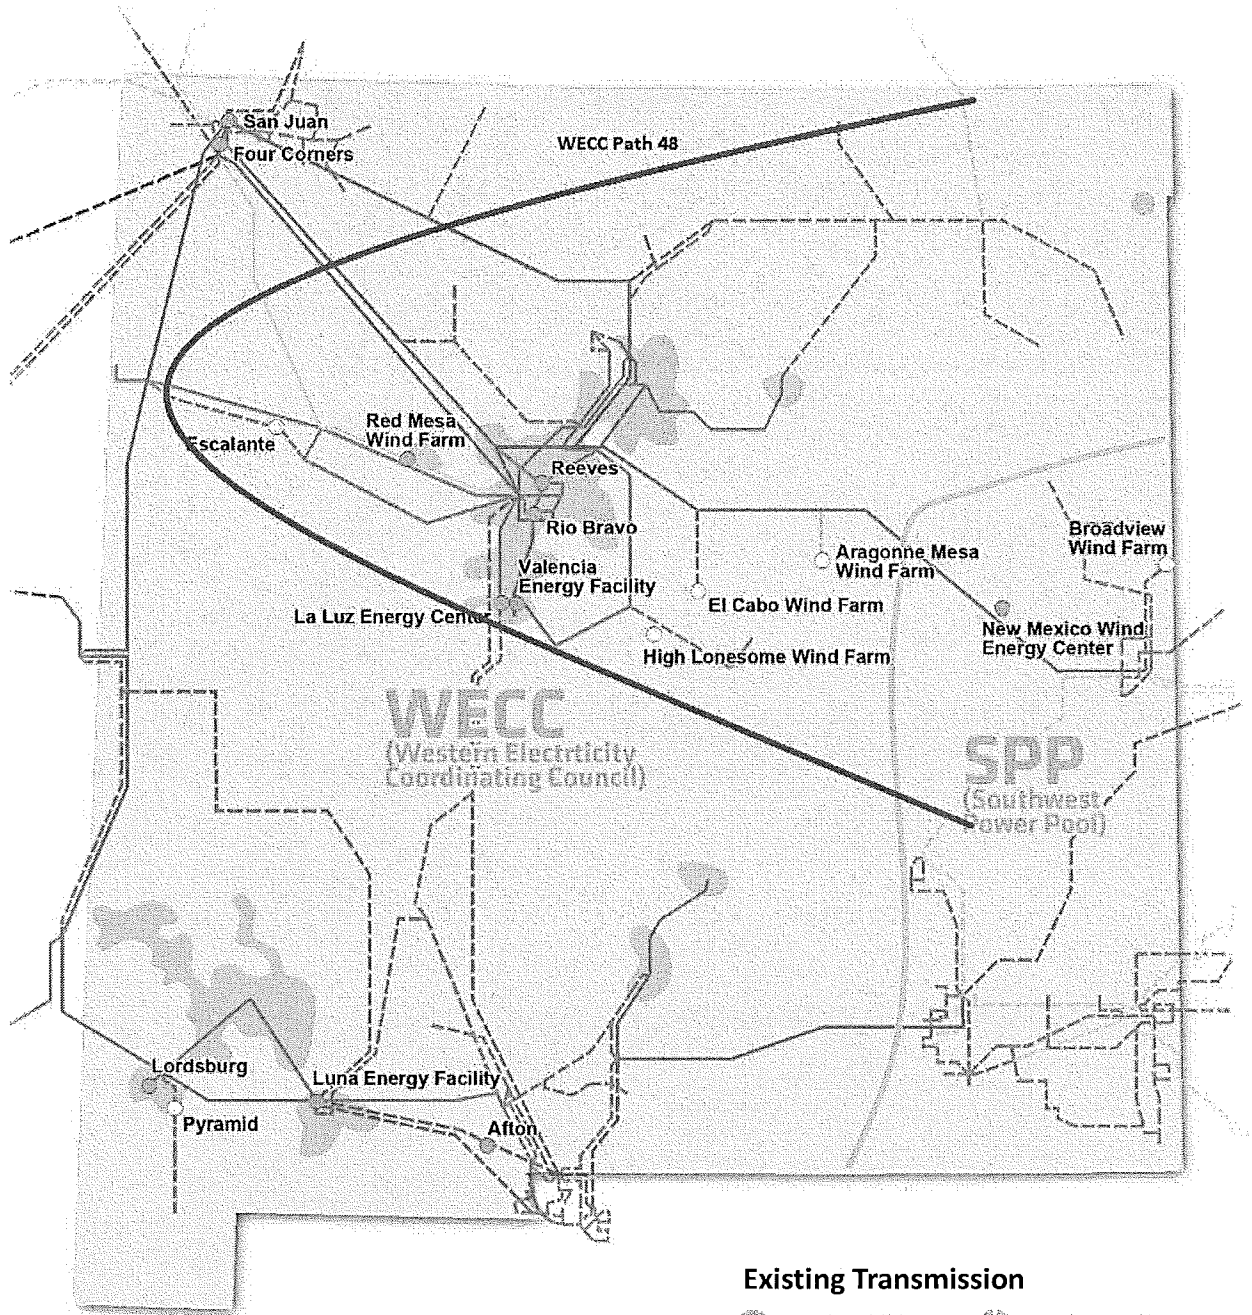 San Juan
Four Corners
WECC Path 48
Escalante
Red Mesa
Wind Farm
Reeves
Rio Bravo
Valencia
Energy Facility
La Luz Energy Center
Aragonne Mesa
Wind Farm
Broadview
Wind Farm
El Cabo Wind Farm
New Mexico Wind
Energy Center
High Lonesome Wind Farm
WECC
(Western Electrticity
Coordinating Council)
SPP
(Southwest
Power Pool)
Lordsburg
Pyramid
Luna Energy Facility
Afton
Existing Transmission